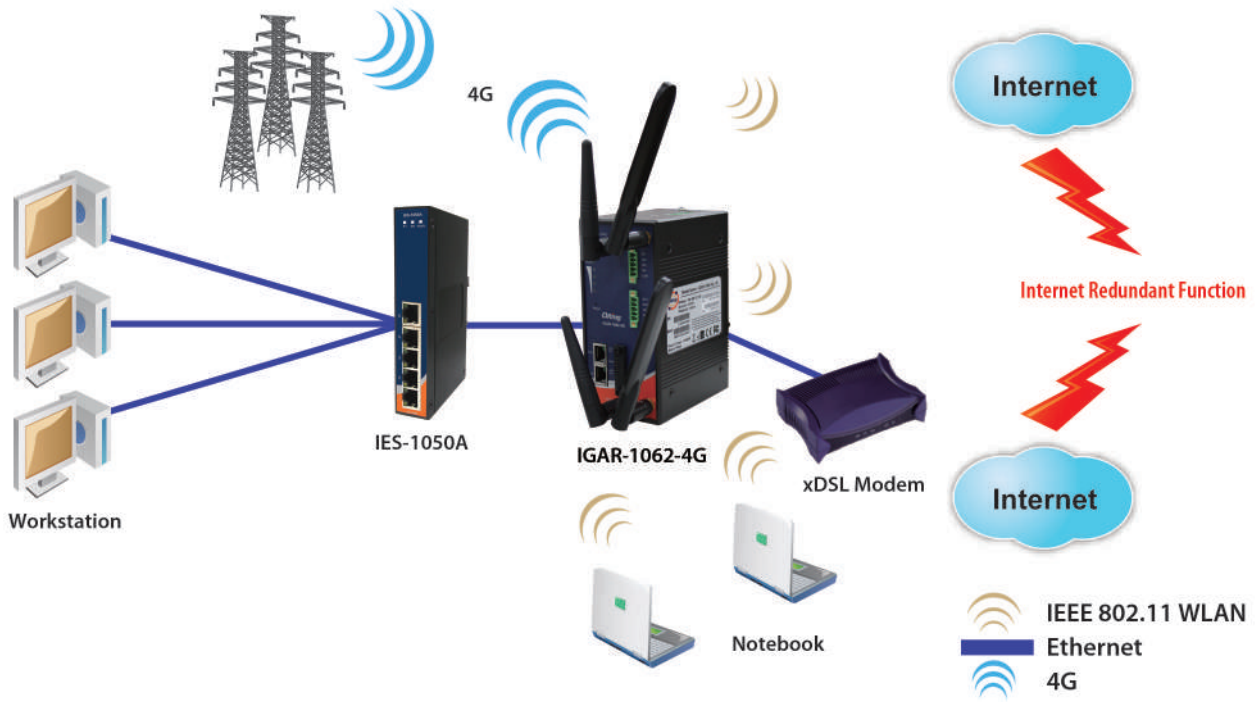 4G
Internet
Internet Redundant Function
IES-1050A
IGAR-1062-4G
xDSL Modem
Internet
Workstation
Notebook
IEEE 802.11 WLAN
Ethernet
4G